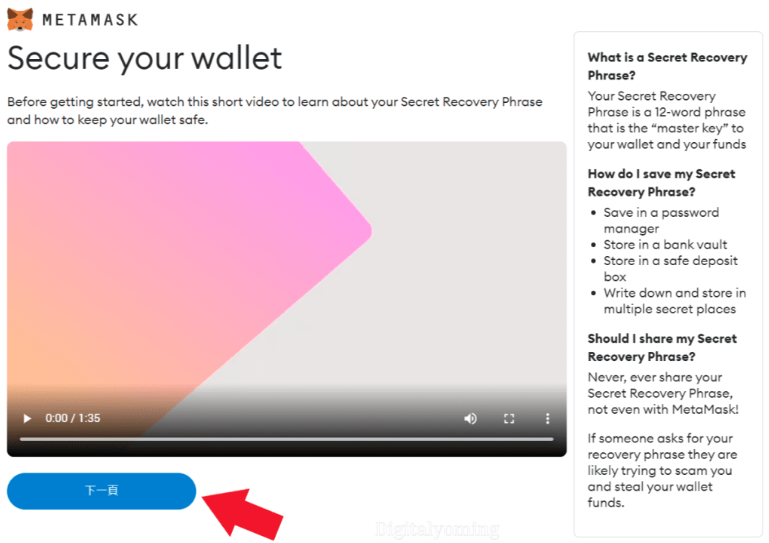 METAMASK
Secure your wallet
Before getting started, watch this short video to learn about your Secret Recovery Phrase
and how to keep your wallet safe.
0:00 / 1:35
下一頁
What is a Secret Recovery
Phrase?
Your Secret Recovery
Phrase is a 12-word phrase
that is the “master key” to
your wallet and your funds
How do I save my Secret
Recovery Phrase?
• Save in a password
manager
• Store in a bank vault
• Store in a safe deposit
box
• Write down and store in
multiple secret places
Should I share my Secret
Recovery Phrase?
Never, ever share your
Secret Recovery Phrase,
not even with MetaMask!
If someone asks for your
recovery phrase they are
likely trying to scam you
and steal your wallet
funds.
Digitalyoming